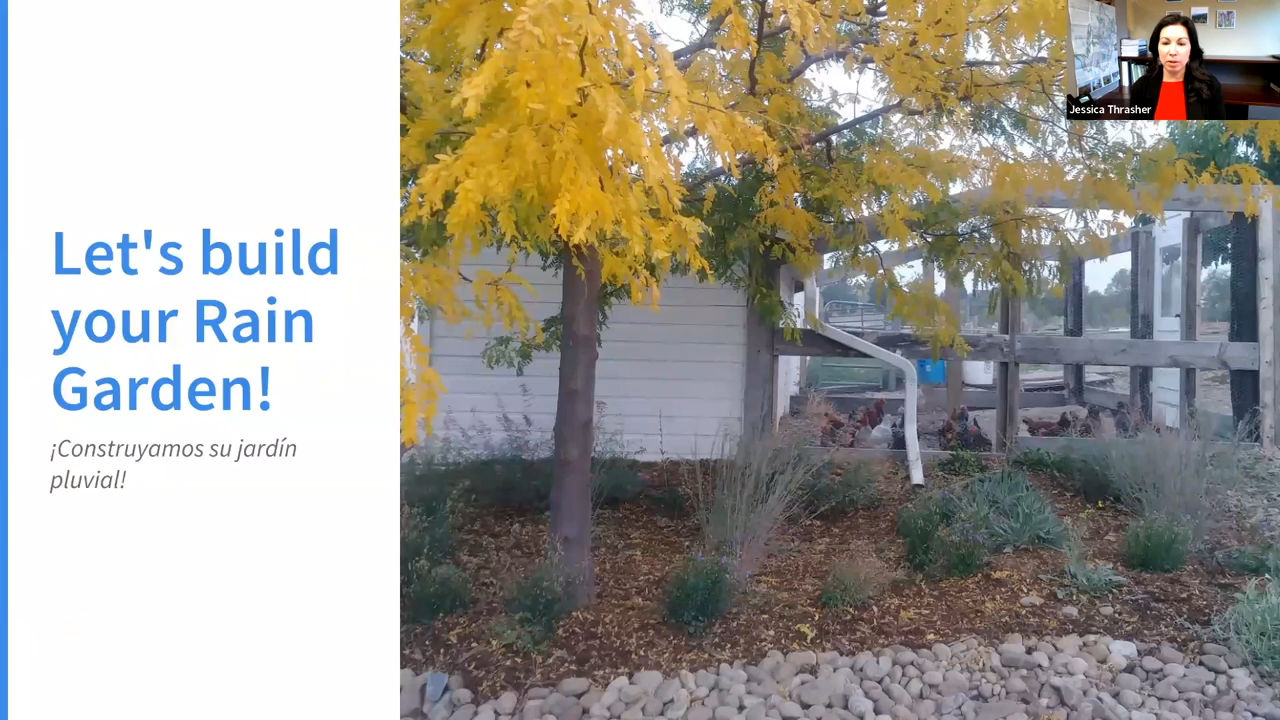 Let's build
your Rain
Garden!
¡Construyamos su jardín
pluvial!
Jessica Thrasher